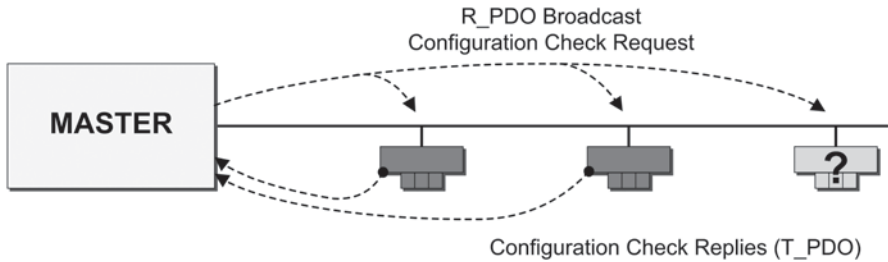 R_PDO Broadcast
Configuration Check Request
MASTER
?
Configuration Check Replies (T_PDO)